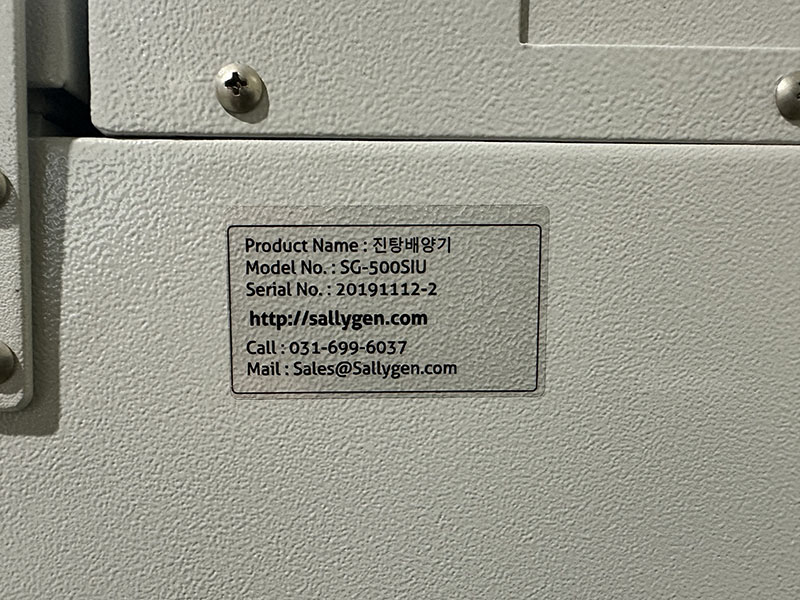 Product Name : 진탕배양기
Model No. : SG-500SIU
Serial No. : 20191112-2
http://sallygen.com
Call : 031-699-6037
Mail : Sales@Sallygen.com